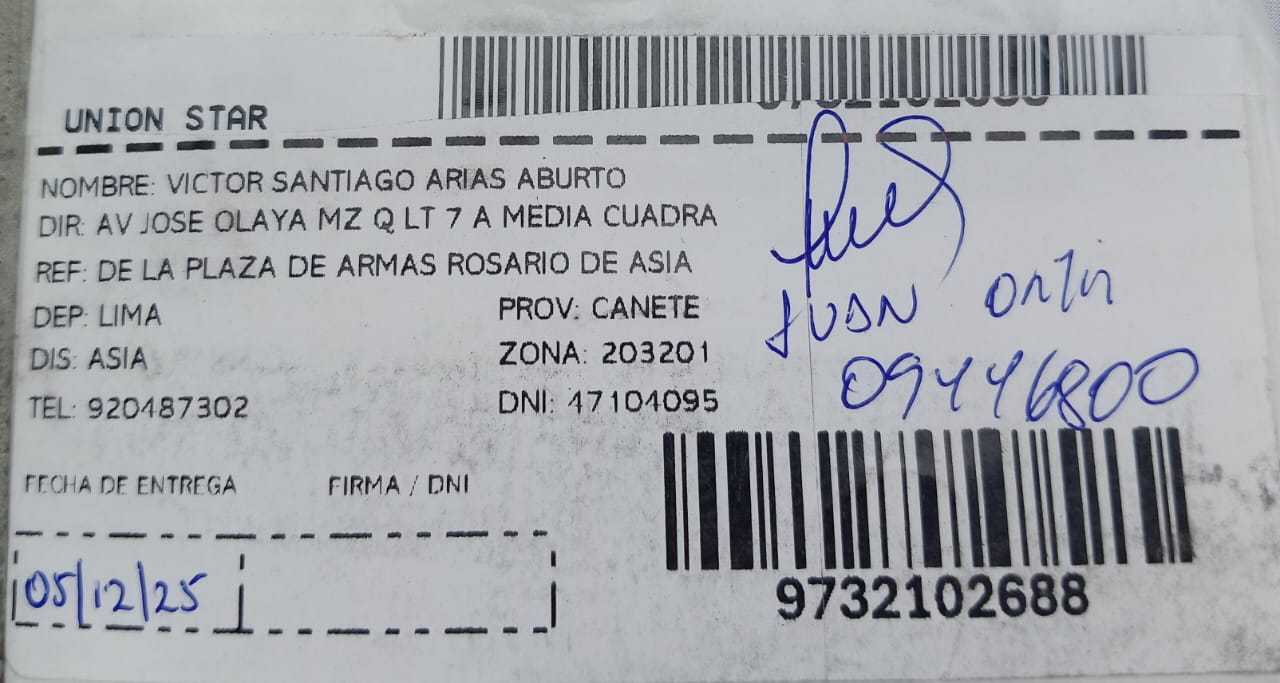 UNION STAR
NOMBRE: VICTOR SANTIAGO ARIAS ABURTO
DIR: AV JOSE OLAYA MZ Q LT 7 A MEDIA CUADRA
REF: DE LA PLAZA DE ARMAS ROSARIO DE ASIA
DEP: LIMA PROV: CANETE
DIS: ASIA ZONA: 203201
TEL: 920487302 DNI: 47104095
JUAN
09446800
FECHA DE ENTREGA FIRMA / DNI
05/12/25
9732102688